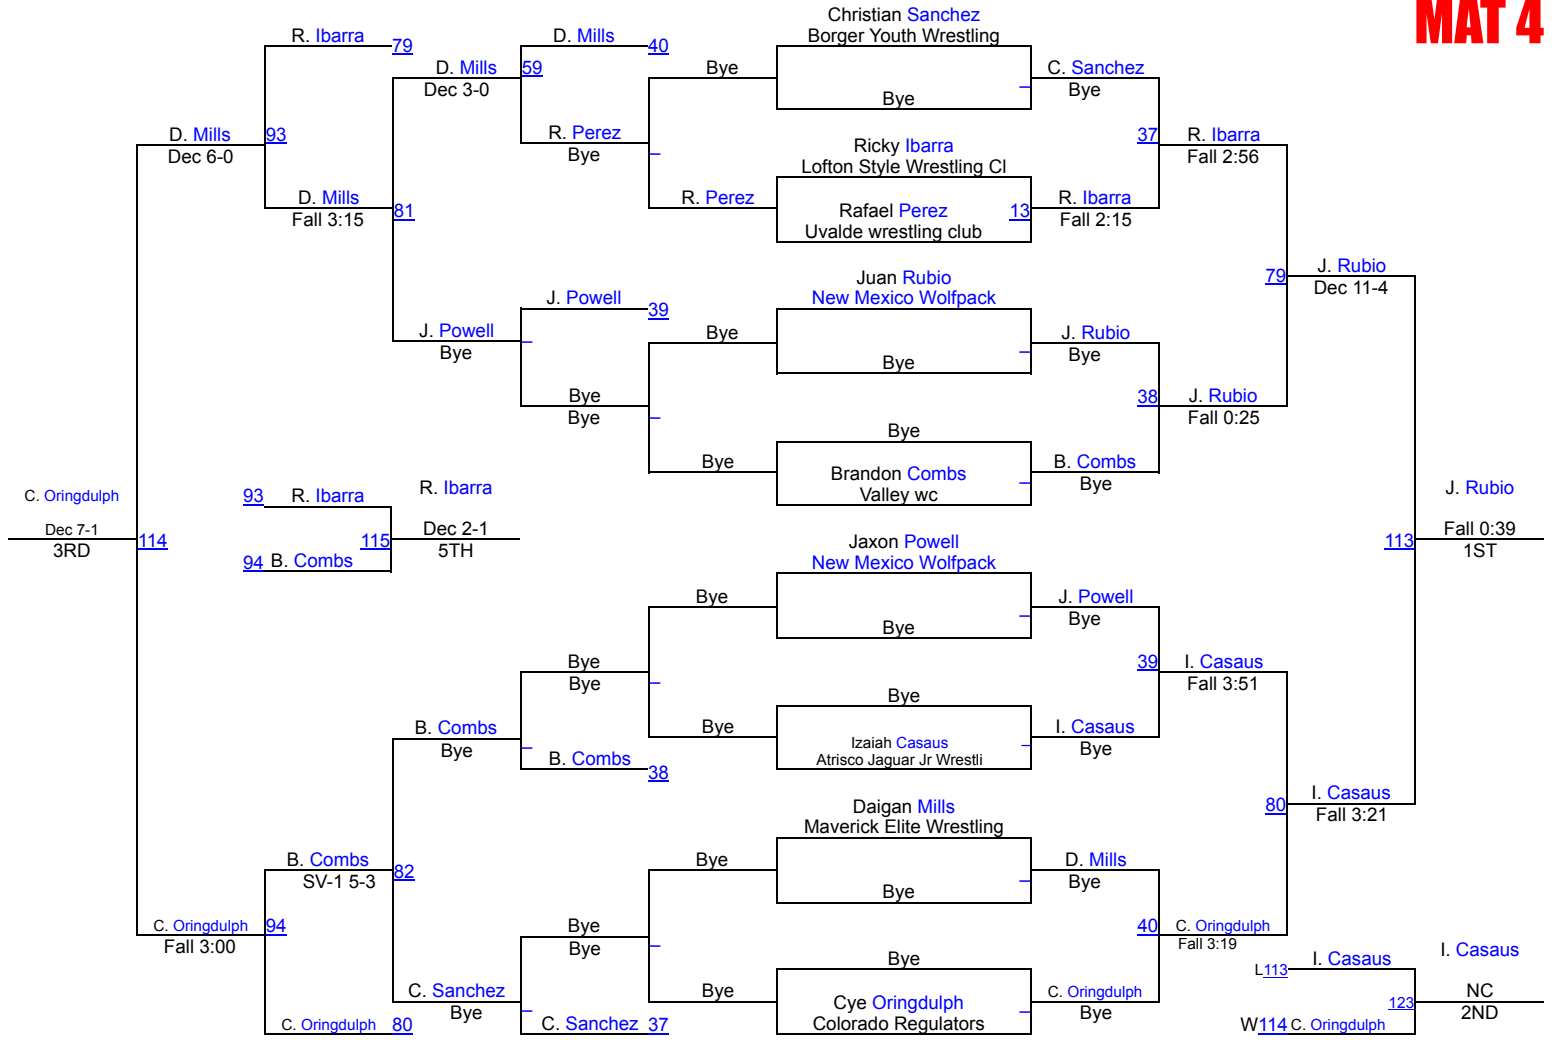 MAT 4
Christian Sanchez
Borger Youth Wrestling
Bye
Ricky Ibarra
Lofton Style Wrestling Cl
Rafael Perez 13
Uvalde wrestling club
Juan Rubio
New Mexico Wolfpack
Bye
Bye
Brandon Combs
Valley wc
Jaxon Powell
New Mexico Wolfpack
Bye
Bye
Izaiah Casaus
Atrisco Jaguar Jr Wrestli
Daigan Mills
Maverick Elite Wrestling
Bye
Bye
Cye Oringdulph
Colorado Regulators
C. Sanchez
Bye
R. Ibarra
Fall 2:15
J. Rubio
Bye
B. Combs
Bye
J. Powell
Bye
I. Casaus
Bye
D. Mills
Bye
C. Oringdulph
Bye
37 R. Ibarra
Fall 2:56
38 J. Rubio
Fall 0:25
39 I. Casaus
Fall 3:51
40 C. Oringdulph
Fall 3:19
79 J. Rubio
Dec 11-4
80 I. Casaus
Fall 3:21
J. Rubio
113 Fall 0:39
1ST
L113 I. Casaus
W114 C. Oringdulph
I. Casaus
123 NC
2ND
Bye
R. Perez
Bye
Bye
Bye
Bye
Bye
Bye
D. Mills 40
R. Perez
Bye
J. Powell 39
Bye
Bye
Bye
Bye
B. Combs 38
Bye
Bye
C. Sanchez 37
D. Mills 59
Dec 3-0
J. Powell
Bye
B. Combs
Bye
C. Sanchez
Bye
R. Ibarra 79
D. Mills 81
Fall 3:15
B. Combs 82
SV-1 5-3
C. Oringdulph 80
D. Mills 93
Dec 6-0
C. Oringdulph 94
Fall 3:00
C. Oringdulph
Dec 7-1 114
3RD
93 R. Ibarra
94 B. Combs
R. Ibarra
115 Dec 2-1
5TH